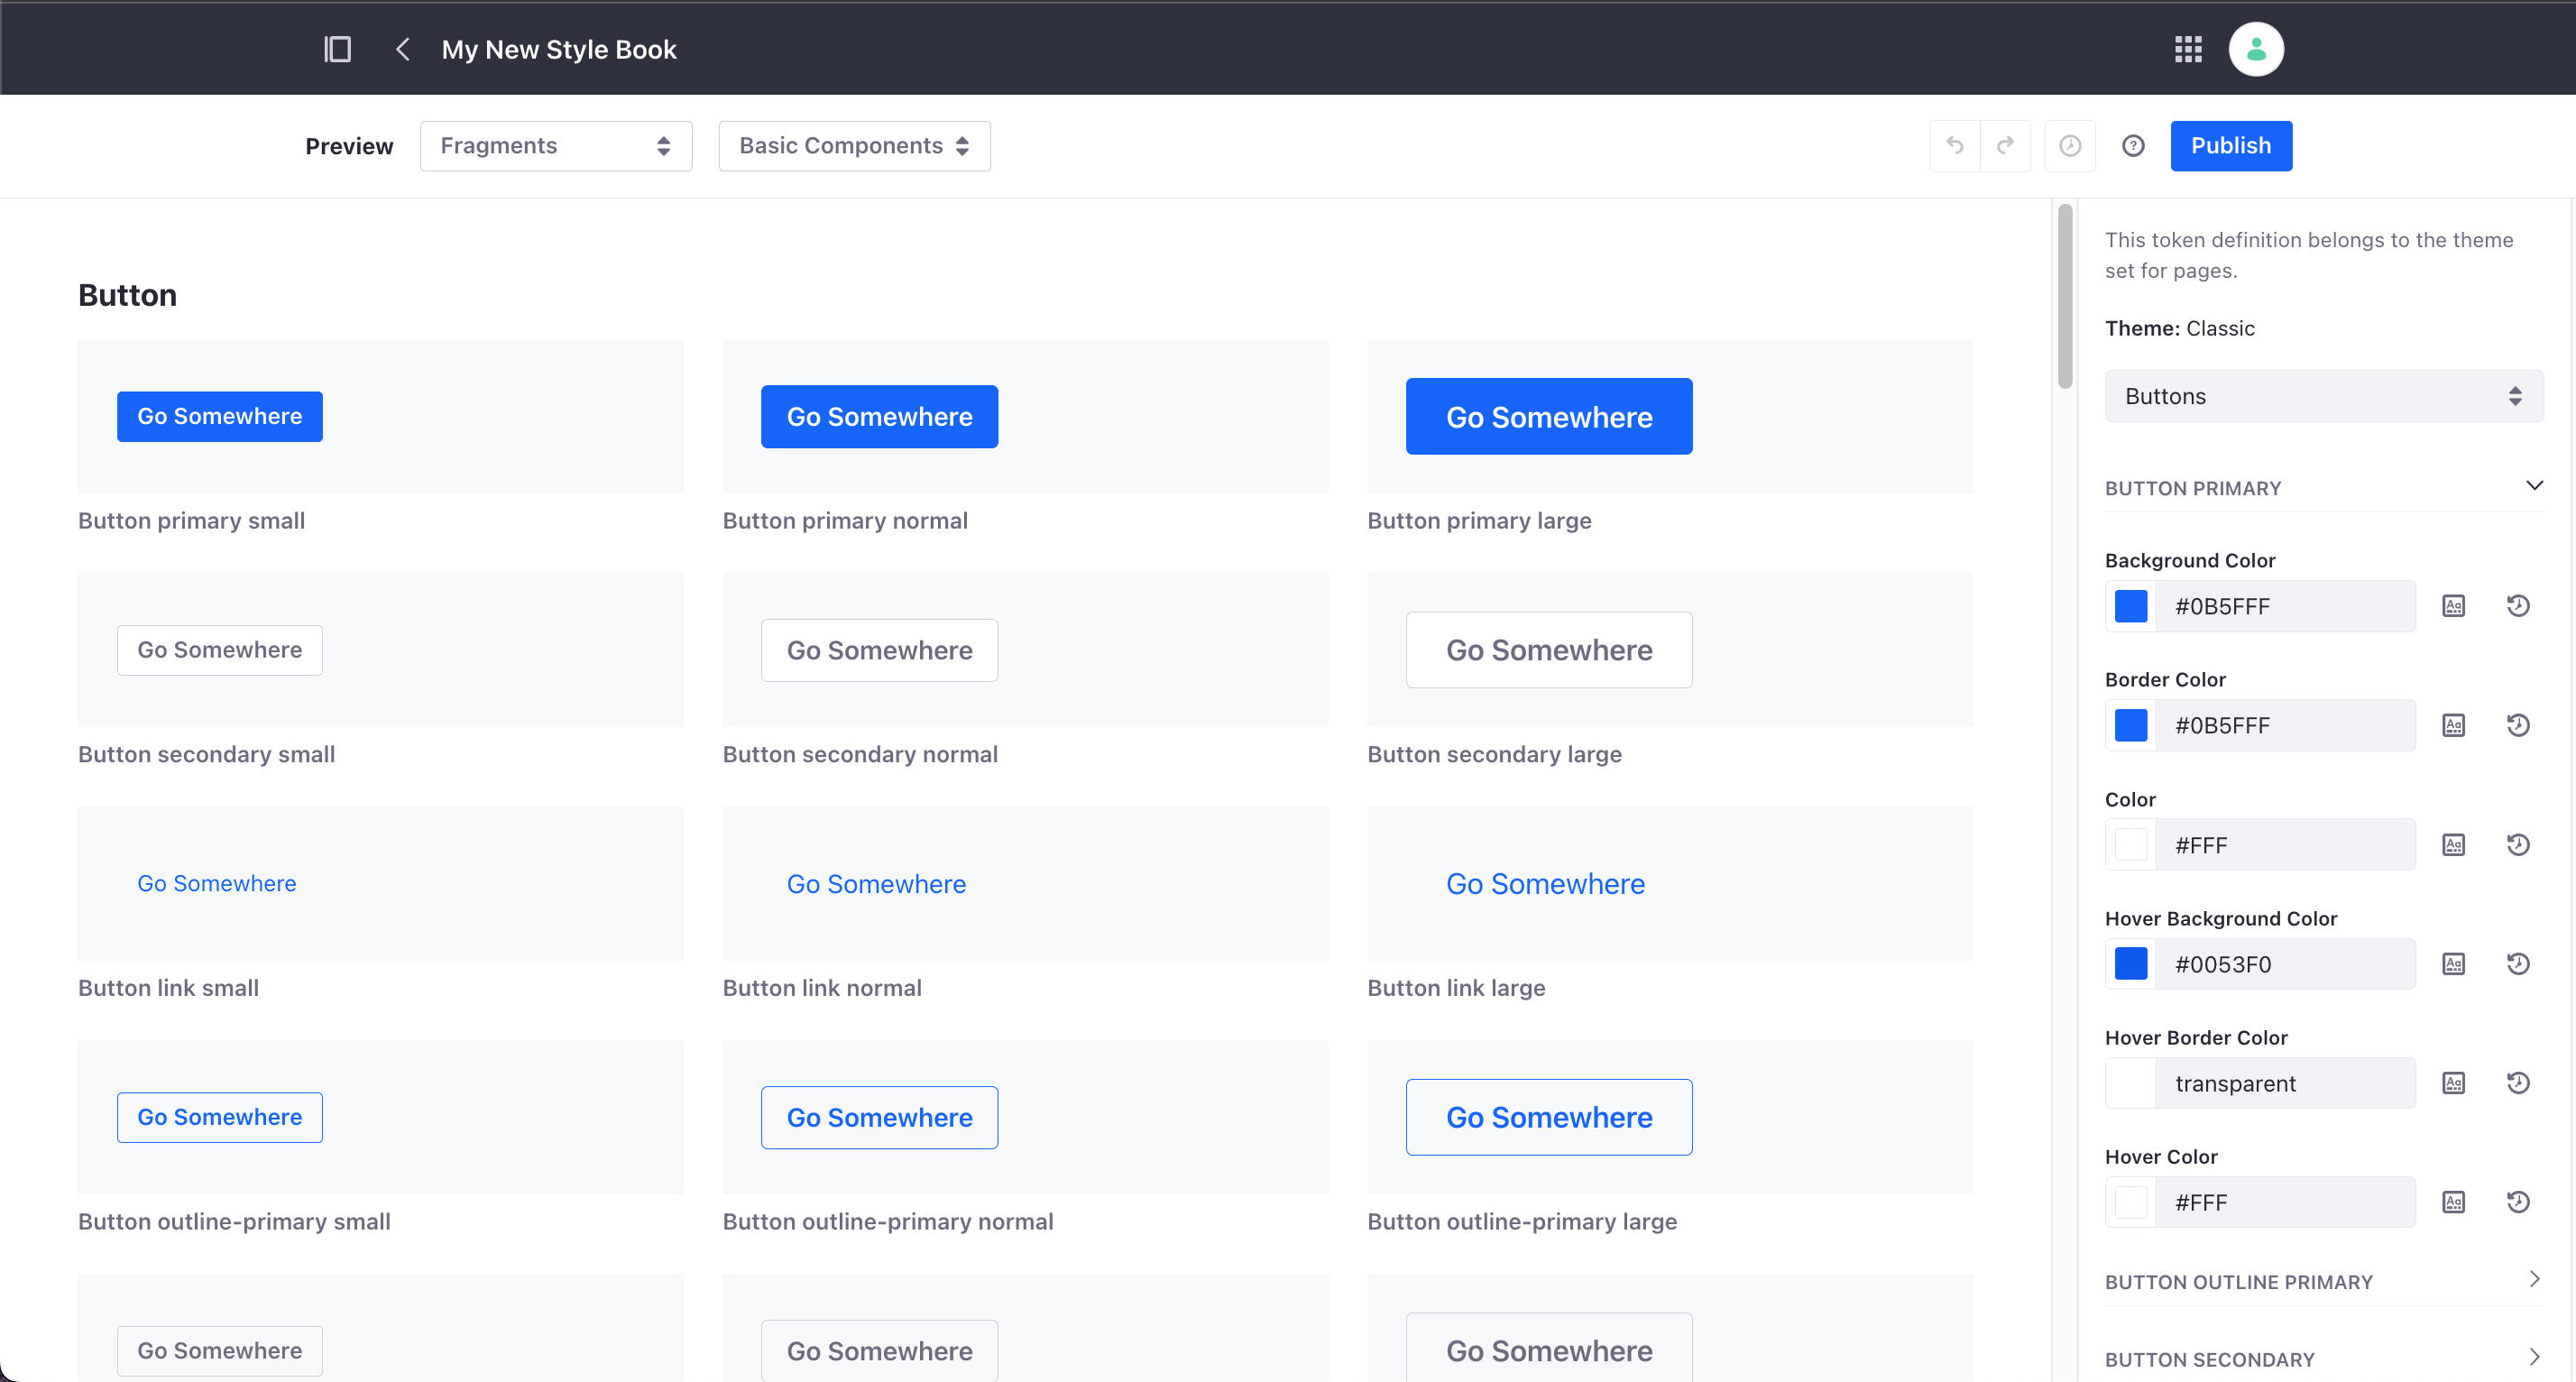 My New Style Book
Preview
Fragments
Basic Components
Publish
Button
Go Somewhere
Go Somewhere
Go Somewhere
Button primary small
Button primary normal
Button primary large
Go Somewhere
Go Somewhere
Go Somewhere
Button secondary small
Button secondary normal
Button secondary large
Go Somewhere
Go Somewhere
Go Somewhere
Button link small
Button link normal
Button link large
Go Somewhere
Go Somewhere
Go Somewhere
Button outline-primary small
Button outline-primary normal
Button outline-primary large
Go Somewhere
Go Somewhere
Go Somewhere
This token definition belongs to the theme
set for pages.
Theme: Classic
Buttons
BUTTON PRIMARY
Background Color
#0B5FFF
Border Color
#0B5FFF
Color
#FFF
Hover Background Color
#0053F0
Hover Border Color
transparent
Hover Color
#FFF
BUTTON OUTLINE PRIMARY
BUTTON SECONDARY